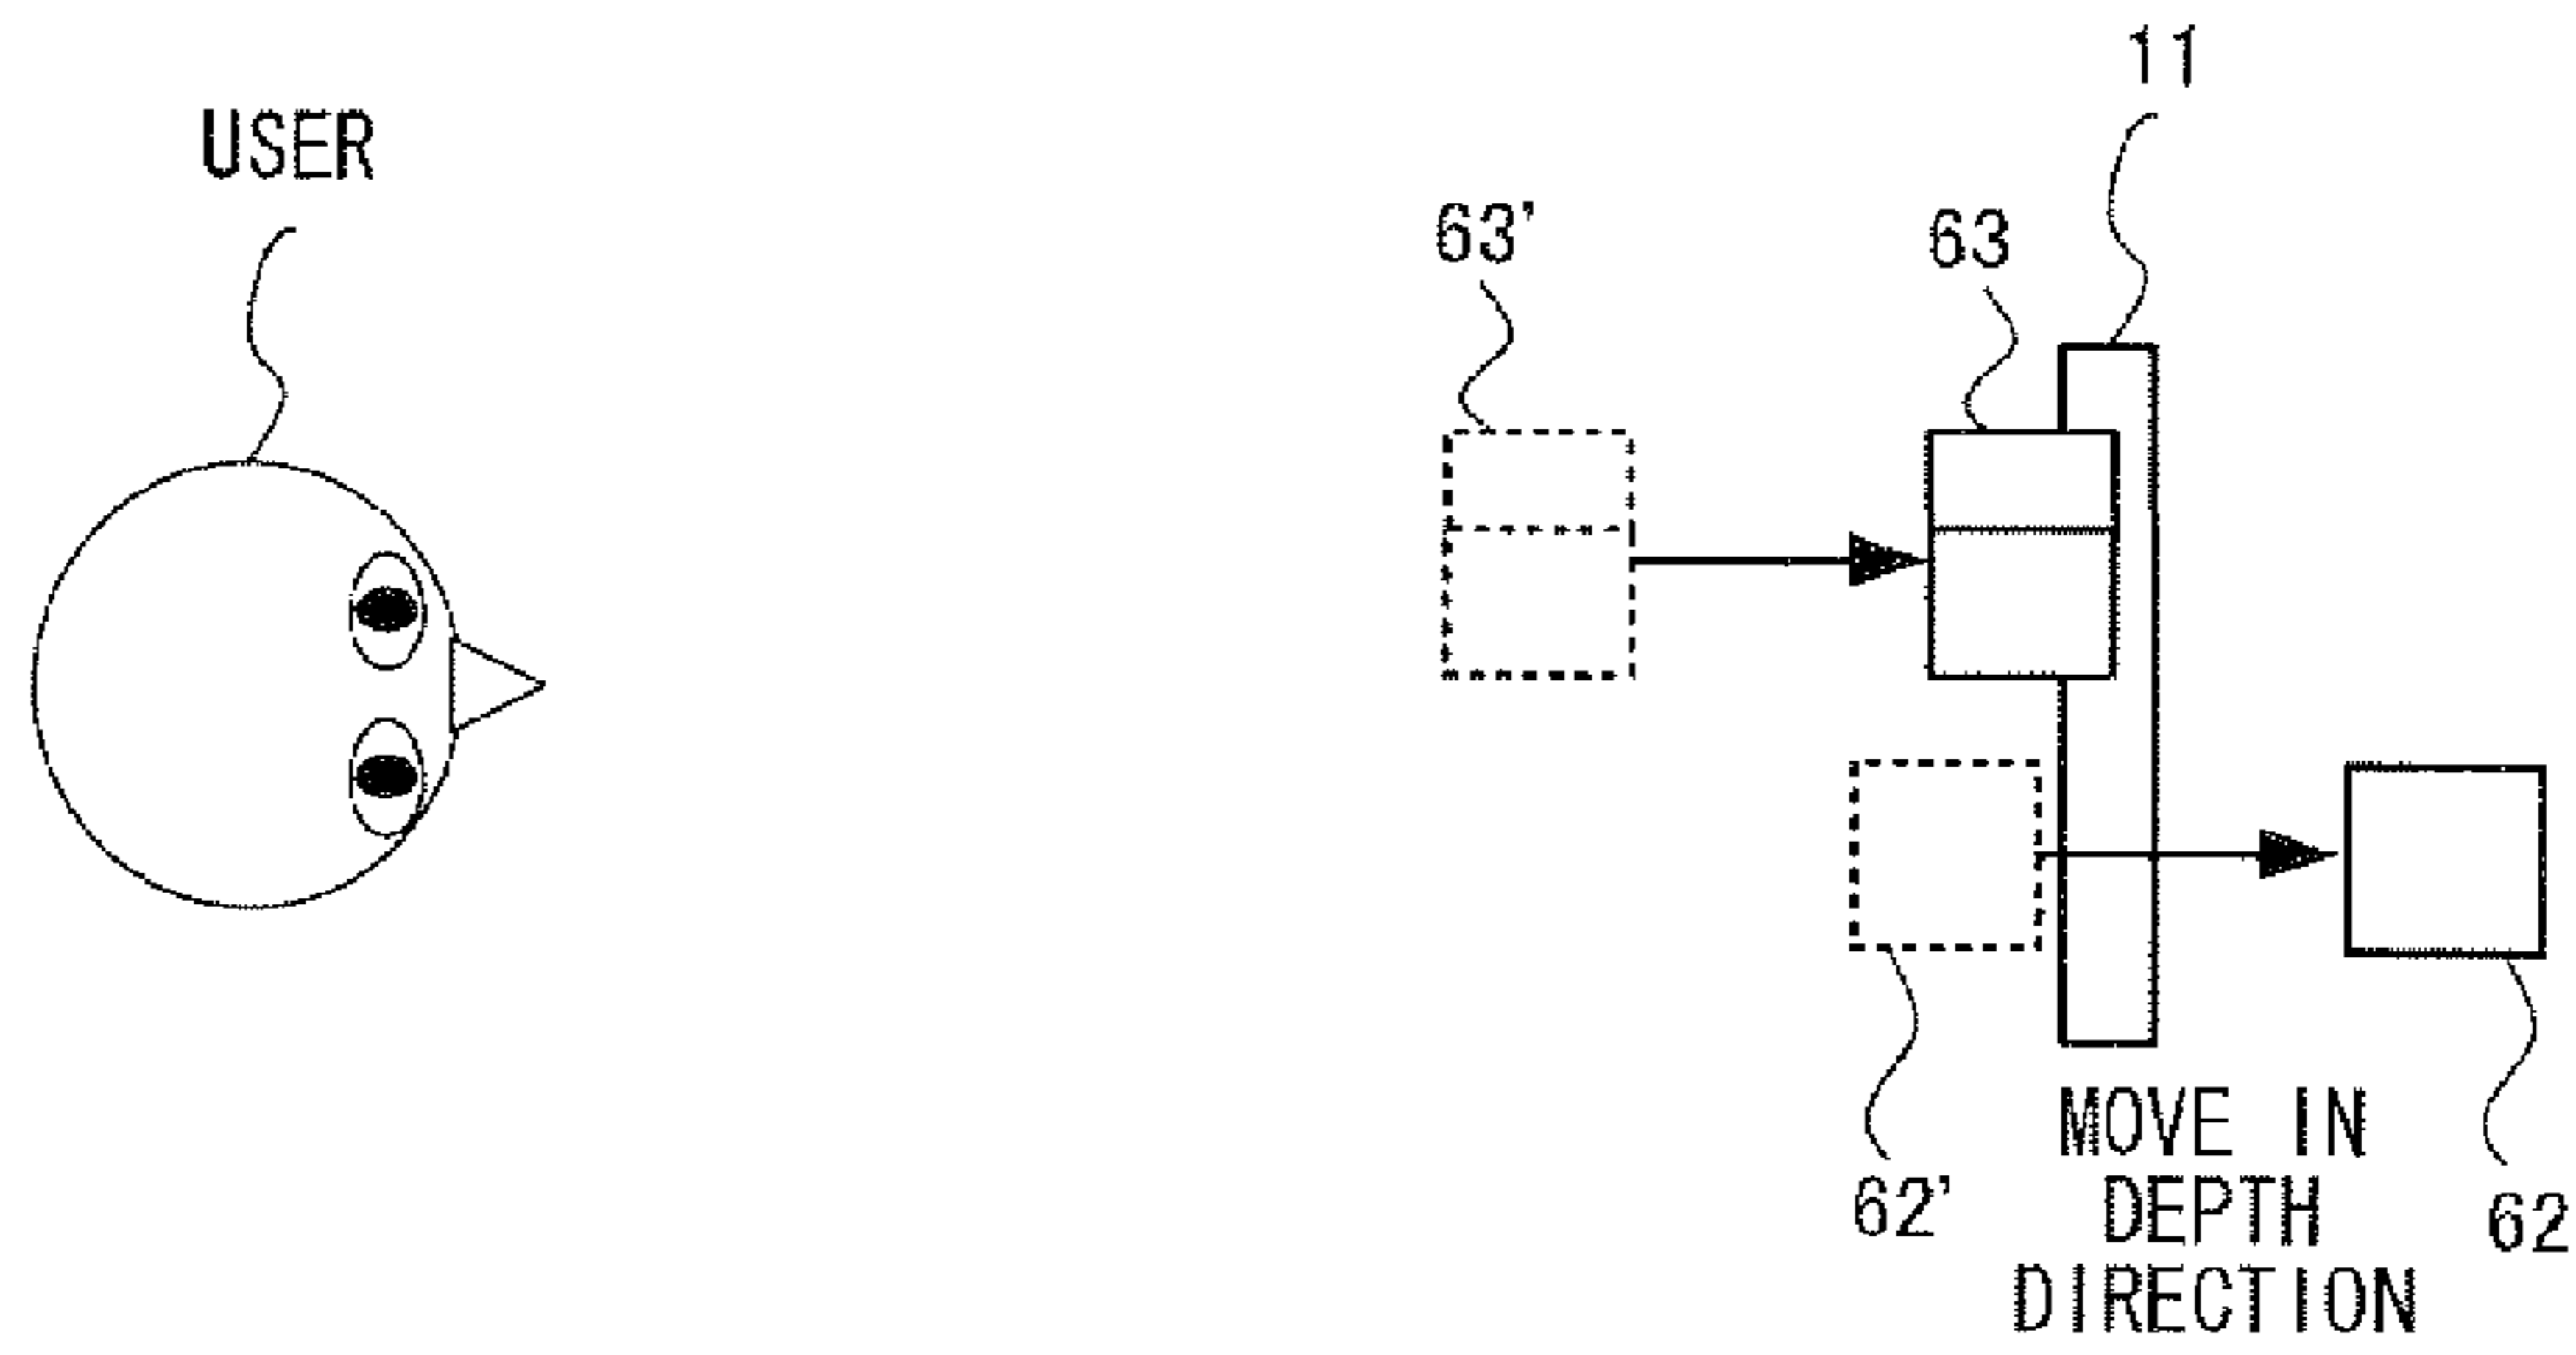 11
USER
63'
63
MOVE IN
DEPTH
DIRECTION
62'
62